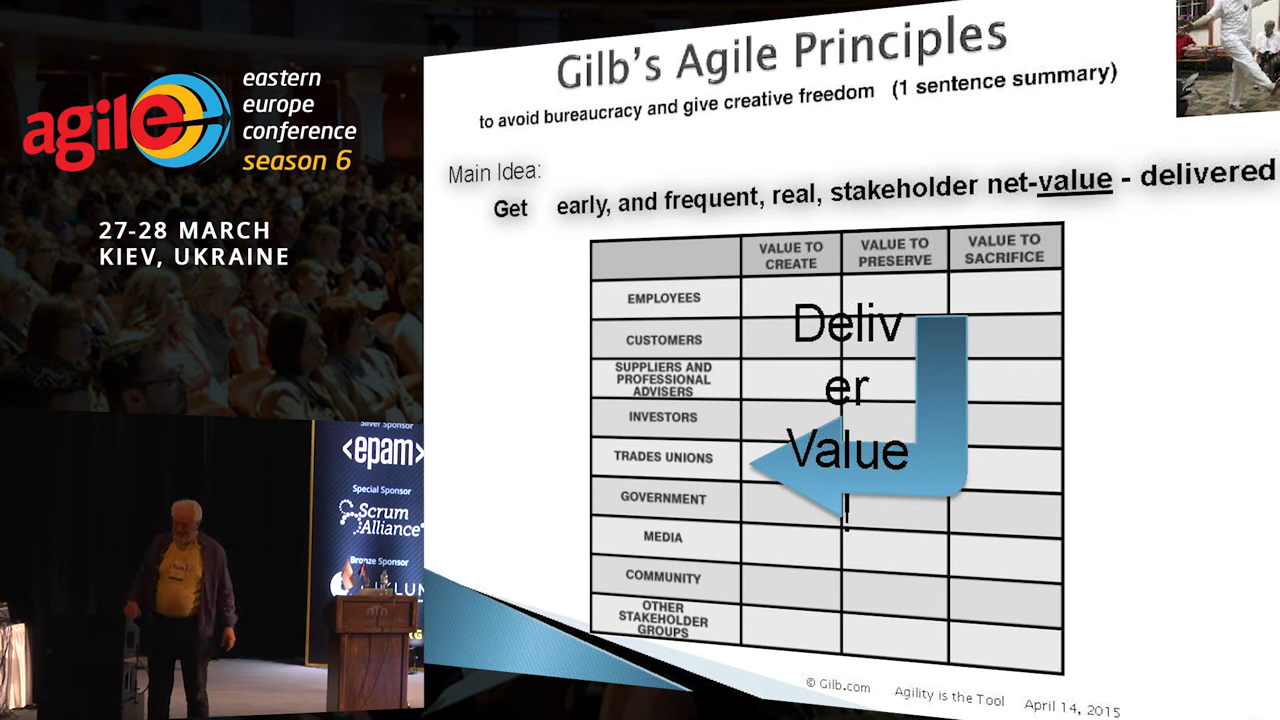 agile
eastern
europe
conference
season 6
27-28 MARCH
KIEV, UKRAINE
Silver Sponsor
<epam>
Special Sponsor
Scrum
Alliance
Bronze Sponsor
Gilb's Agile Principles
to avoid bureaucracy and give creative freedom (1 sentence summary)
Main Idea:
Get early, and frequent, real, stakeholder net-value - delivered
VALUE TO CREATE
VALUE TO PRESERVE
VALUE TO SACRIFICE
EMPLOYEES
CUSTOMERS
SUPPLIERS AND
PROFESSIONAL
ADVISERS
INVESTORS
TRADES UNIONS
GOVERNMENT
MEDIA
COMMUNITY
OTHER
STAKEHOLDER
GROUPS
Deliv
er
Value
!
© Gilb.com Agility is the Tool April 14, 2015